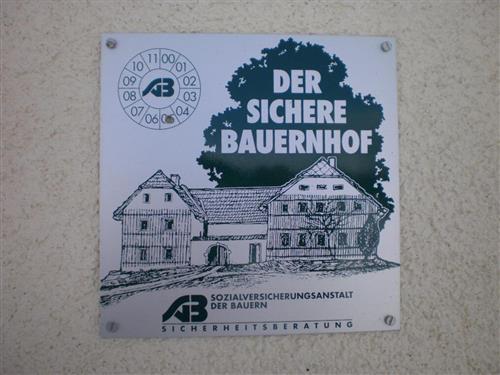 DER
SICHERE
BAUERNHOF
11 00 01 02 03 04 05 06 07 08 09 10
SOZIALVERSICHERUNGSANSTALT
DER BAUERN
SICHERHEITSBERATUNG